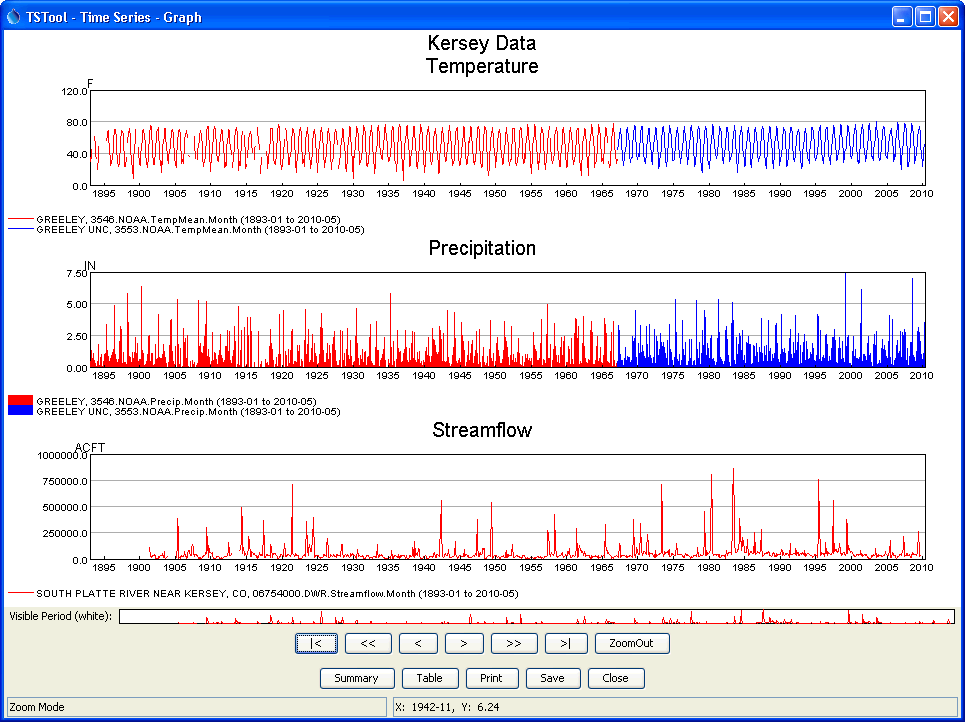 TSTool - Time Series - Graph
Kersey Data
Temperature
F
120.0
80.0
40.0
0.0
1895 1900 1905 1910 1915 1920 1925 1930 1935 1940 1945 1950 1955 1960 1965 1970 1975 1980 1985 1990 1995 2000 2005 2010
GREELEY, 3546.NOAA.TempMean.Month (1893-01 to 2010-05)
GREELEY UNC, 3553.NOAA.TempMean.Month (1893-01 to 2010-05)
Precipitation
IN
7.50
5.00
2.50
0.00
1895 1900 1905 1910 1915 1920 1925 1930 1935 1940 1945 1950 1955 1960 1965 1970 1975 1980 1985 1990 1995 2000 2005 2010
GREELEY, 3546.NOAA.Precip.Month (1893-01 to 2010-05)
GREELEY UNC, 3553.NOAA.Precip.Month (1893-01 to 2010-05)
Streamflow
ACFT
1000000.0
750000.0
500000.0
250000.0
0.0
1895 1900 1905 1910 1915 1920 1925 1930 1935 1940 1945 1950 1955 1960 1965 1970 1975 1980 1985 1990 1995 2000 2005 2010
SOUTH PLATTE RIVER NEAR KERSEY, CO, 06754000.DWR.Streamflow.Month (1893-01 to 2010-05)
Visible Period (white):
|< << < > >> >| ZoomOut
Summary Table Print Save Close
Zoom Mode X: 1942-11, Y: 6.24